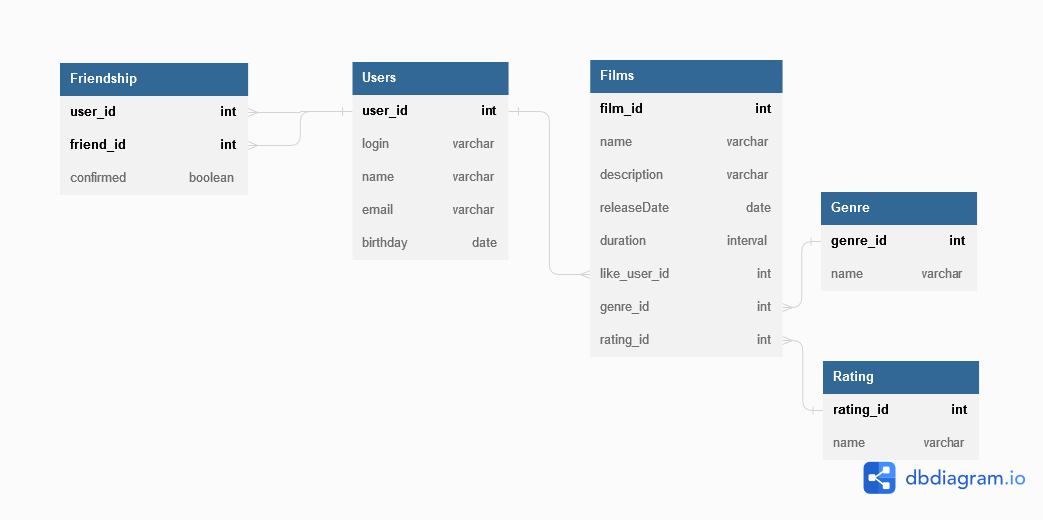 Friendship
user_id int
friend_id int
confirmed boolean
Users
user_id int
login varchar
name varchar
email varchar
birthday date
Films
film_id int
name varchar
description varchar
releaseDate date
duration interval
like_user_id int
genre_id int
rating_id int
Genre
genre_id int
name varchar
Rating
rating_id int
name varchar
dbdiagram.io